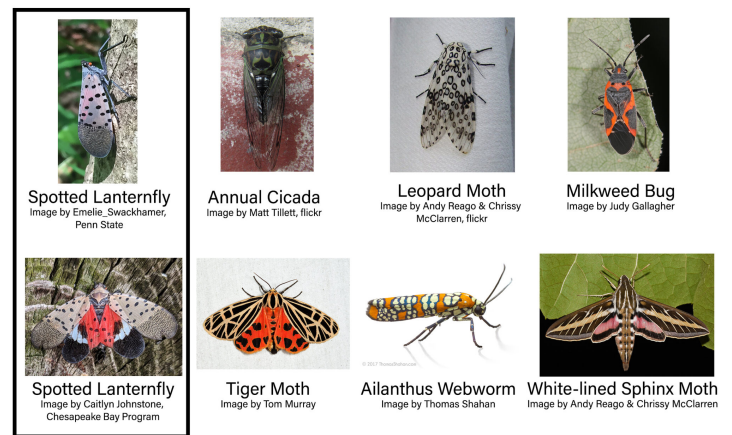 Spotted Lanternfly
Image by Emelie_Swackhamer,
Penn State
Annual Cicada
Image by Matt Tillett, flickr
Leopard Moth
Image by Andy Reago & Chrissy
McClarren, flickr
Milkweed Bug
Image by Judy Gallagher
Spotted Lanternfly
Image by Caitlyn Johnstone,
Chesapeake Bay Program
Tiger Moth
Image by Tom Murray
© 2017 ThomasShahan.com
Ailanthus Webworm
Image by Thomas Shahan
White-lined Sphinx Moth
Image by Andy Reago & Chrissy McClarren